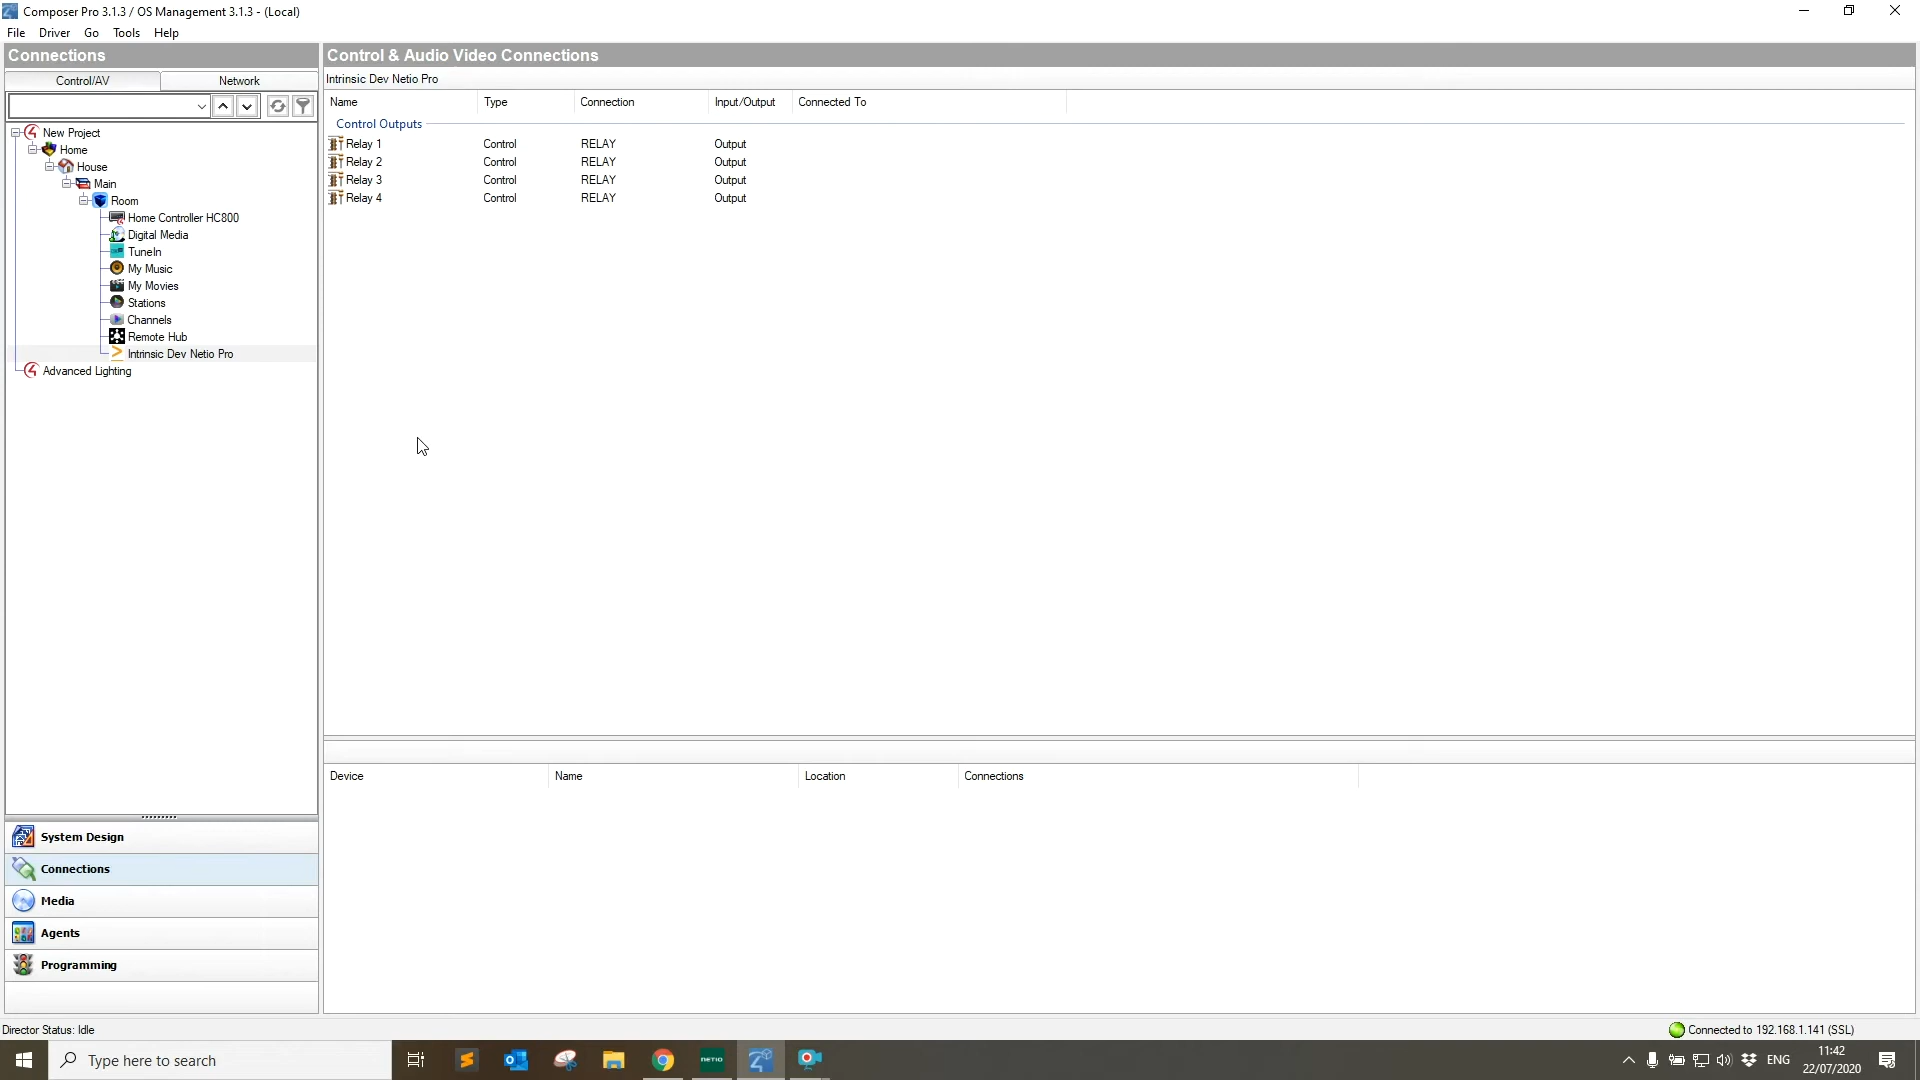 Composer Pro 3.1.3 / OS Management 3.1.3 - (Local)
File Driver Go Tools Help
Connections
Control/AV Network
New Project
Home
House
Main
Room
Home Controller HC800
Digital Media
TuneIn
My Music
My Movies
Stations
Channels
Remote Hub
Intrinsic Dev Netio Pro
Advanced Lighting
System Design
Connections
Media
Agents
Programming
Control & Audio Video Connections
Intrinsic Dev Netio Pro
Name Type Connection Input/Output Connected To
Control Outputs
Relay 1 Control RELAY Output
Relay 2 Control RELAY Output
Relay 3 Control RELAY Output
Relay 4 Control RELAY Output
Device Name Location Connections
Director Status: Idle
Connected to 192.168.1.141 (SSL)
Type here to search
NETIO
ENG
11:42
22/07/2020